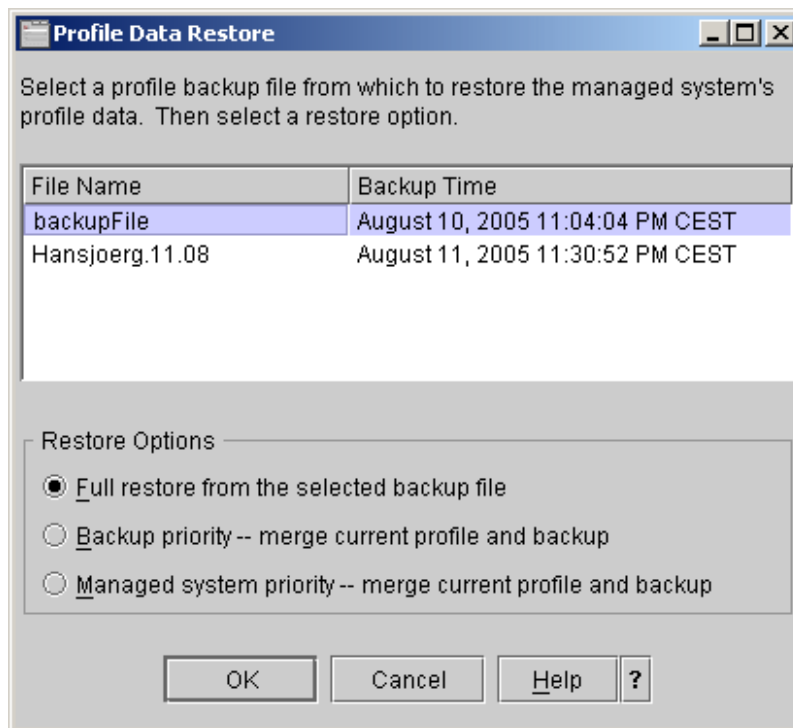 Profile Data Restore
Select a profile backup file from which to restore the managed system's
profile data. Then select a restore option.
File Name Backup Time
backupFile August 10, 2005 11:04:04 PM CEST
Hansjoerg.11.08 August 11, 2005 11:30:52 PM CEST
Restore Options
Full restore from the selected backup file
Backup priority -- merge current profile and backup
Managed system priority -- merge current profile and backup
OK Cancel Help ?